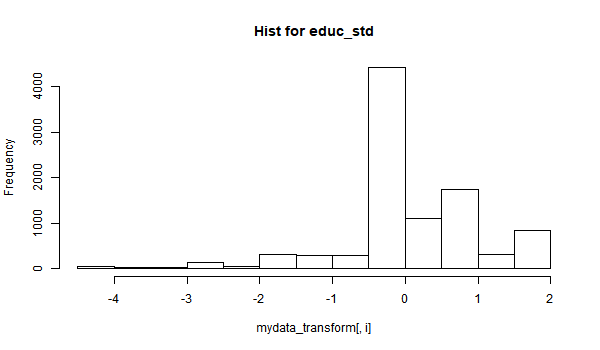 Hist for educ_std
Frequency
4000
3000
2000
1000
0
-4 -3 -2 -1 0 1 2
mydata_transform[, i]